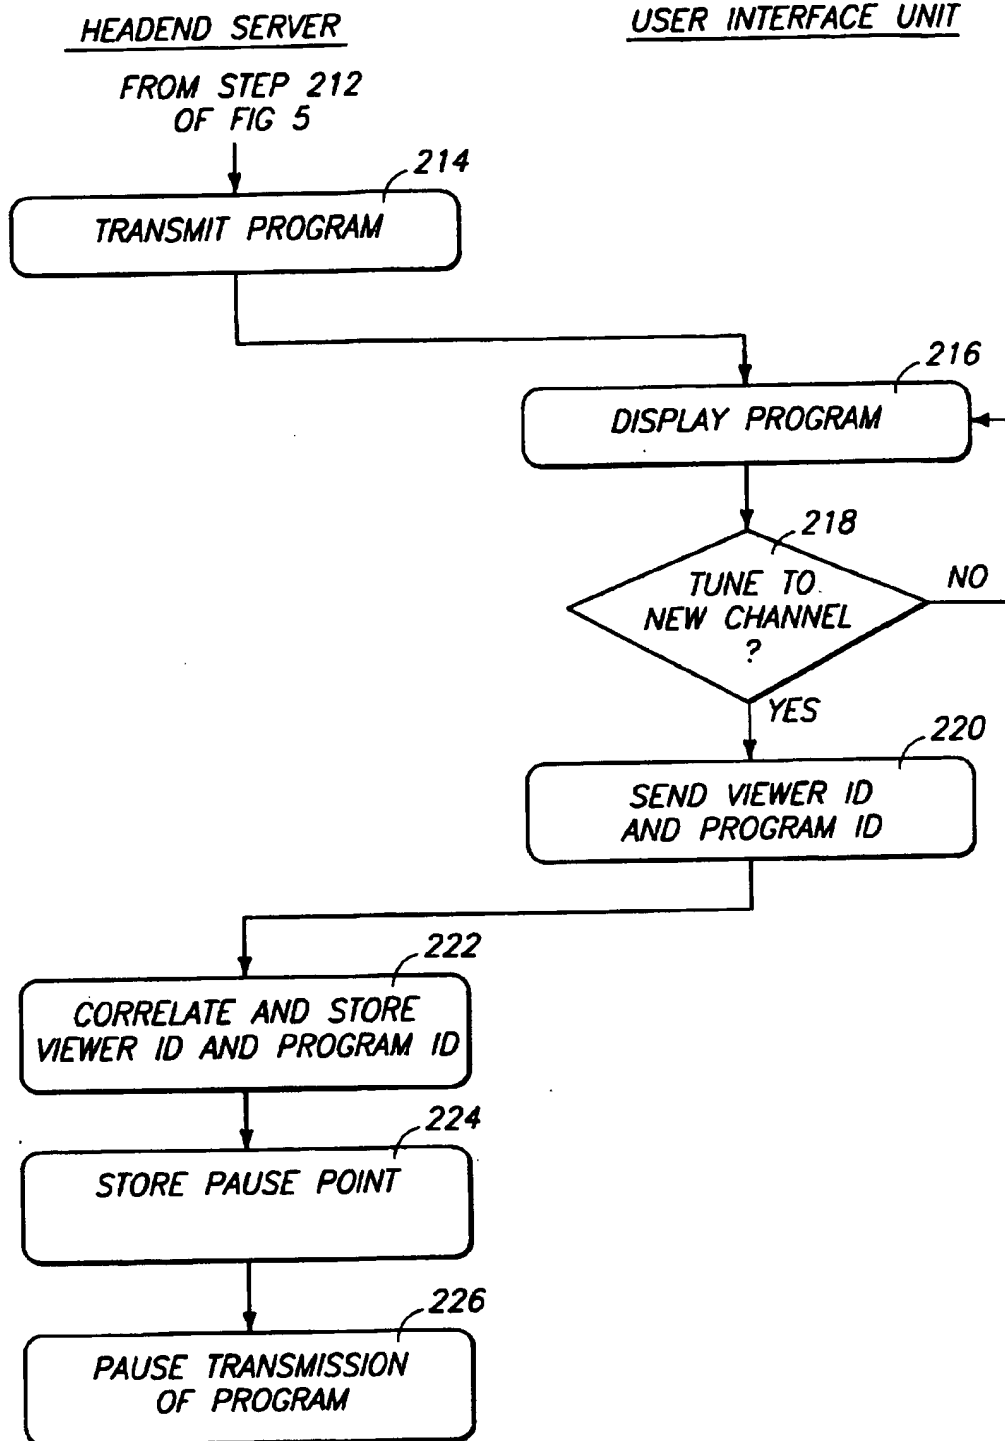 HEADEND SERVER
USER INTERFACE UNIT
FROM STEP 212
OF FIG 5
214
TRANSMIT PROGRAM
216
DISPLAY PROGRAM
218
TUNE TO
NEW CHANNEL
?
NO
YES
220
SEND VIEWER ID
AND PROGRAM ID
222
CORRELATE AND STORE
VIEWER ID AND PROGRAM ID
224
STORE PAUSE POINT
226
PAUSE TRANSMISSION
OF PROGRAM